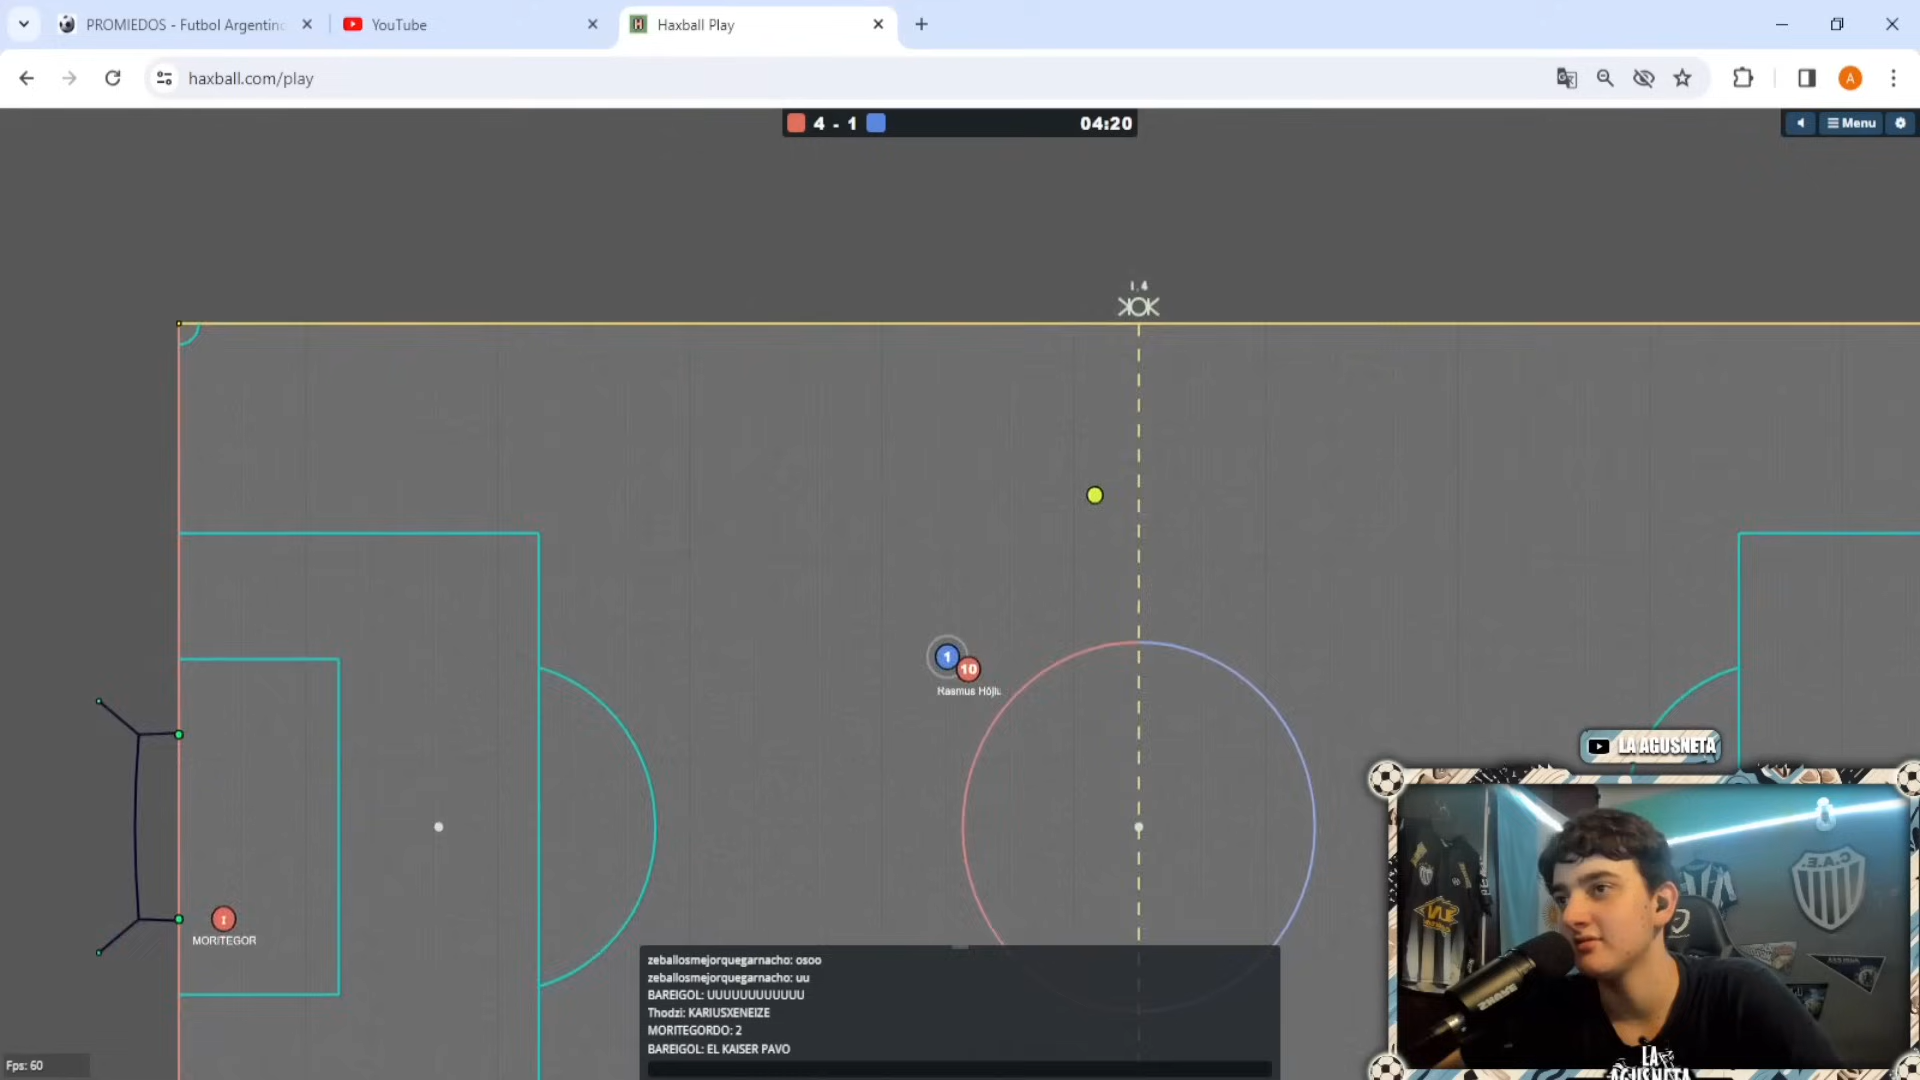 PROMIEDOS - Futbol Argentino
YouTube
Haxball Play
haxball.com/play
A
4 - 1
04:20
Menu
1
10
Rasmus Höjlu
LA AGUSNETA
1
MORITEGOR
C.A.E.
zeballosmejorquegarnacho: osoo
zeballosmejorquegarnacho: uu
BAREIGOL: UUUUUUUUUUUU
Thodzi: KARIUSXENEIZE
MORITEGORDO: 2
BAREIGOL: EL KAISER PAVO
Fps: 60
LA
AGUSNETA